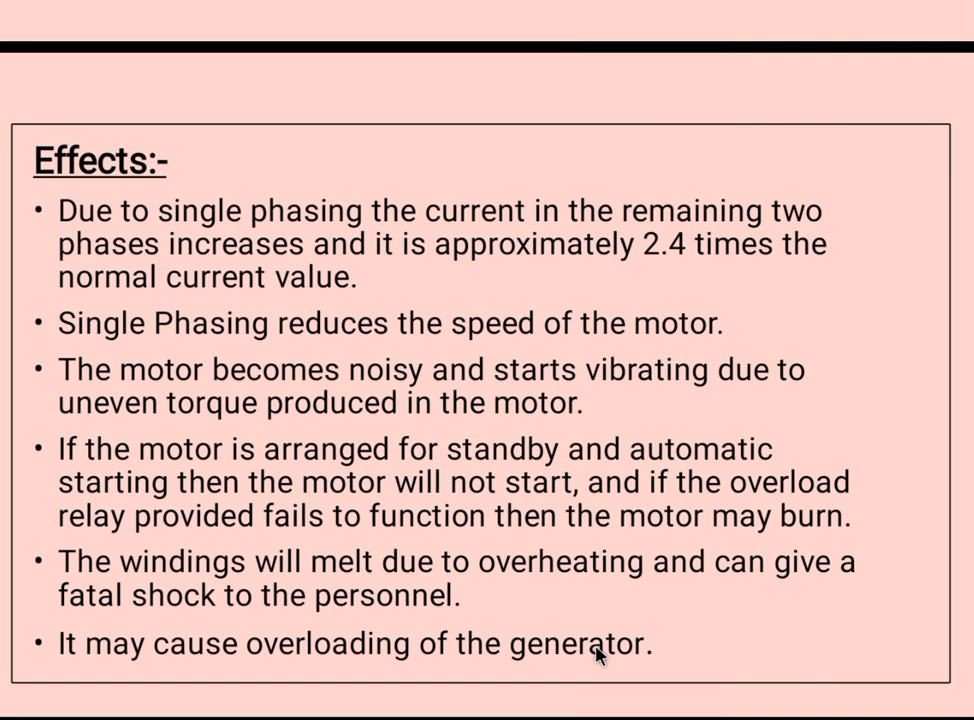 Effects:-
• Due to single phasing the current in the remaining two
phases increases and it is approximately 2.4 times the
normal current value.
• Single Phasing reduces the speed of the motor.
• The motor becomes noisy and starts vibrating due to
uneven torque produced in the motor.
• If the motor is arranged for standby and automatic
starting then the motor will not start, and if the overload
relay provided fails to function then the motor may burn.
• The windings will melt due to overheating and can give a
fatal shock to the personnel.
• It may cause overloading of the generator.